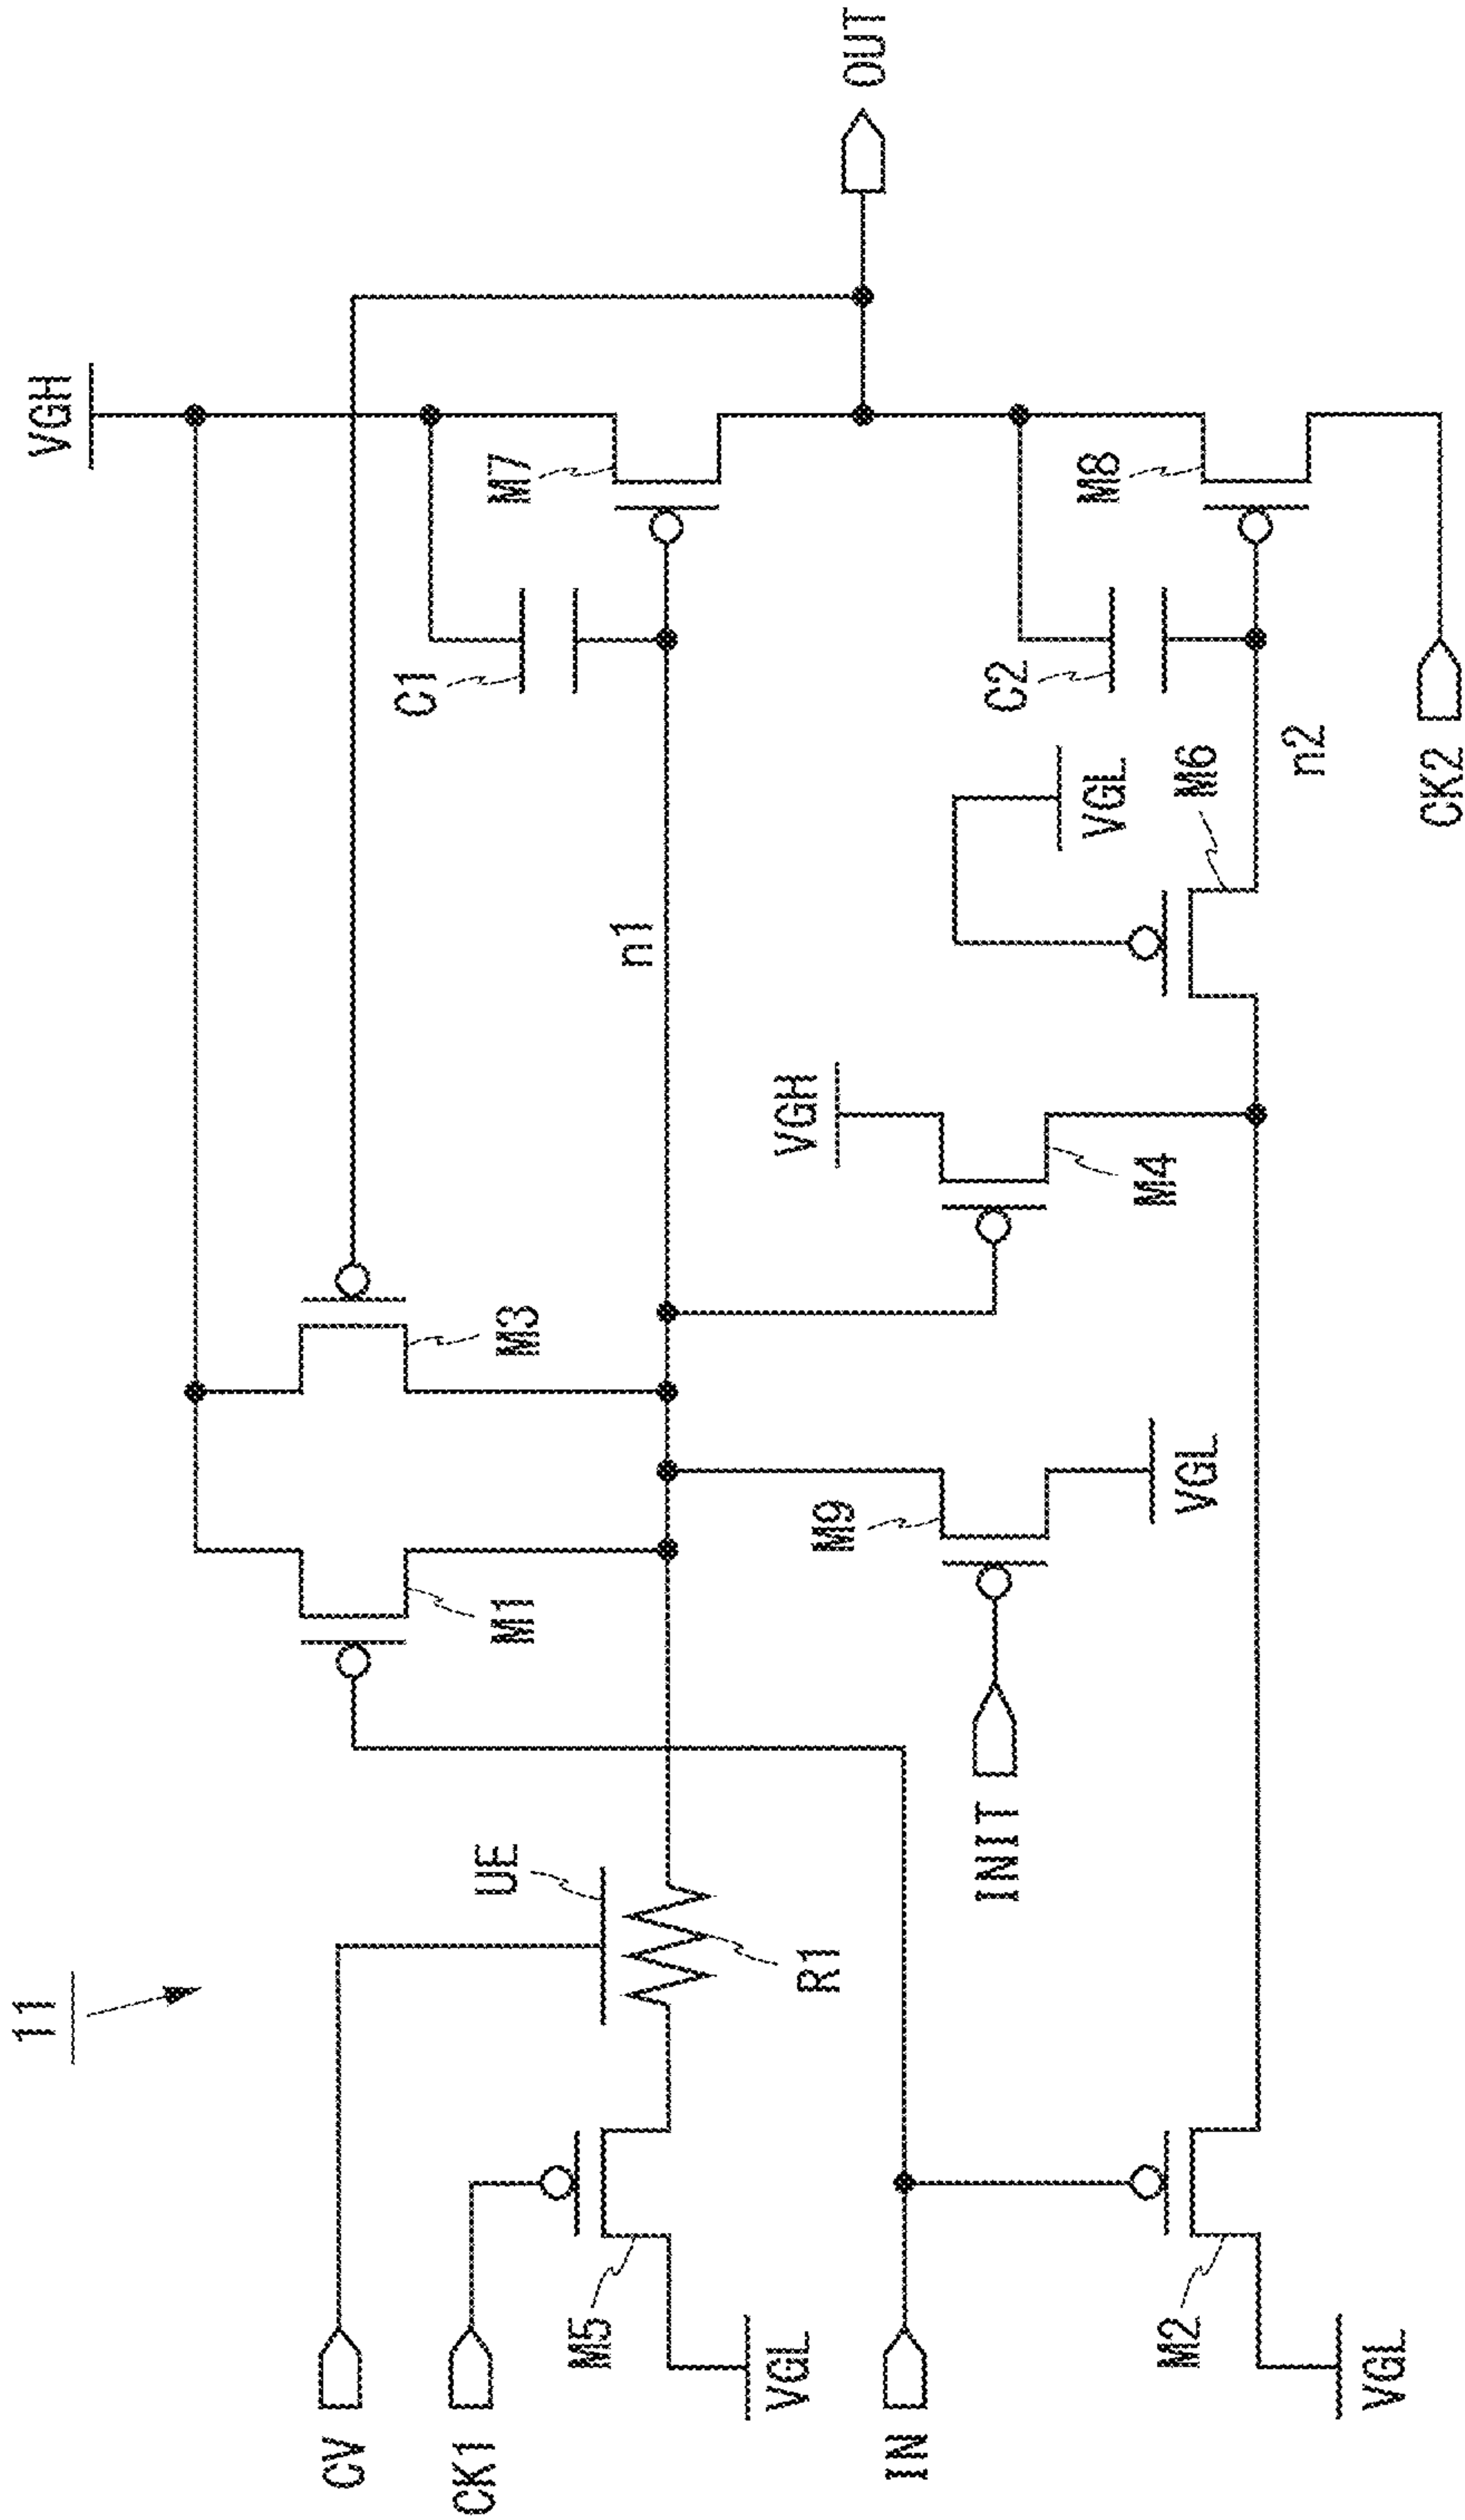 11
VGH
CV
UE
M1
M3
C1
M7
CK1
M5
R1
n1
OUT
VGL
M9
VGH
IN
INIT
M4
VGL
C2
M8
VGL
M6
M2
n2
VGL
CK2